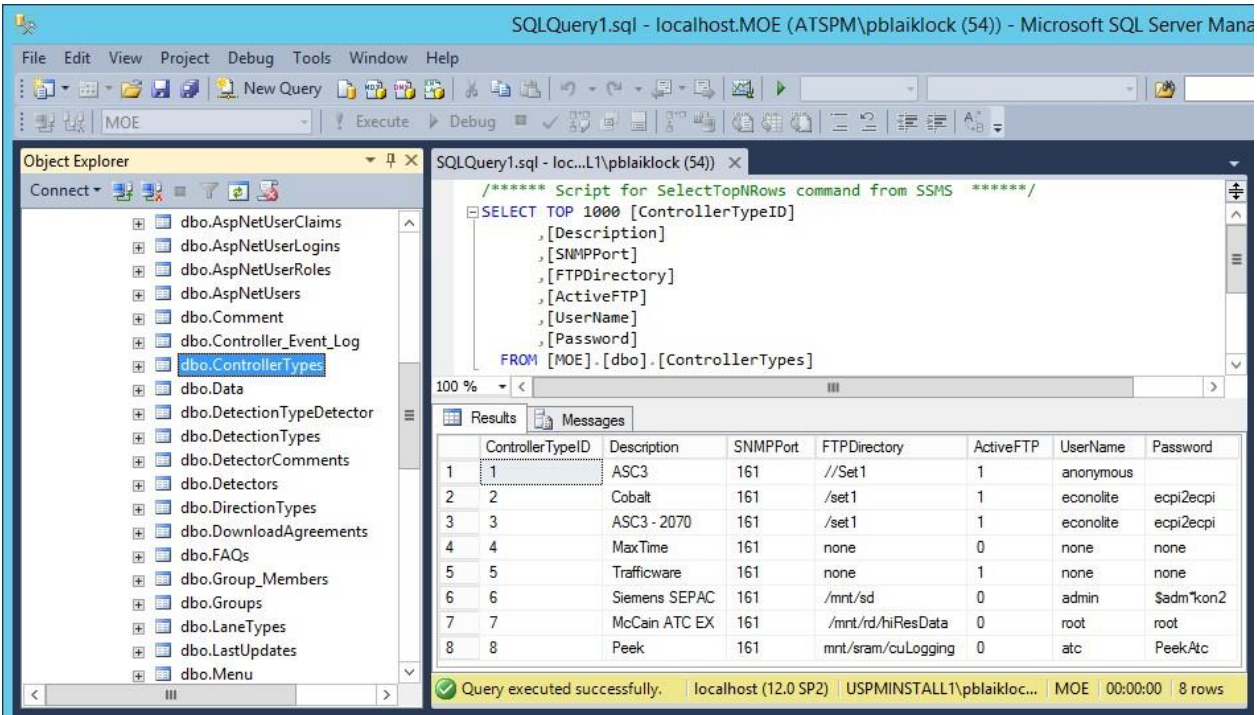 SQLQuery1.sql - localhost.MOE (ATSPM\pblaiklock (54)) - Microsoft SQL Server Mana
File Edit View Project Debug Tools Window Help
New Query
MOE Execute Debug
Object Explorer
Connect
dbo.AspNetUserClaims
dbo.AspNetUserLogins
dbo.AspNetUserRoles
dbo.AspNetUsers
dbo.Comment
dbo.Controller_Event_Log
dbo.ControllerTypes
dbo.Data
dbo.DetectionTypeDetector
dbo.DetectionTypes
dbo.DetectorComments
dbo.Detectors
dbo.DirectionTypes
dbo.DownloadAgreements
dbo.FAQs
dbo.Group_Members
dbo.Groups
dbo.LaneTypes
dbo.LastUpdates
dbo.Menu
SQLQuery1.sql - loc...L1\pblaiklock (54))
/****** Script for SelectTopNRows command from SSMS ******/
SELECT TOP 1000 [ControllerTypeID]
,[Description]
,[SNMPPort]
,[FTPDirectory]
,[ActiveFTP]
,[UserName]
,[Password]
FROM [MOE].[dbo].[ControllerTypes]
100 %
Results Messages
ControllerTypeID Description SNMPPort FTPDirectory ActiveFTP UserName Password
1 1 ASC3 161 //Set1 1 anonymous
2 2 Cobalt 161 /set1 1 econolite ecpi2ecpi
3 3 ASC3 - 2070 161 /set1 1 econolite ecpi2ecpi
4 4 MaxTime 161 none 0 none none
5 5 Trafficware 161 none 1 none none
6 6 Siemens SEPAC 161 /mnt/sd 0 admin $adm*kon2
7 7 McCain ATC EX 161 /mnt/rd/hiResData 0 root root
8 8 Peek 161 mnt/sram/cuLogging 0 atc PeekAtc
Query executed successfully. localhost (12.0 SP2) USPMINSTALL1\pblaikloc... MOE 00:00:00 8 rows